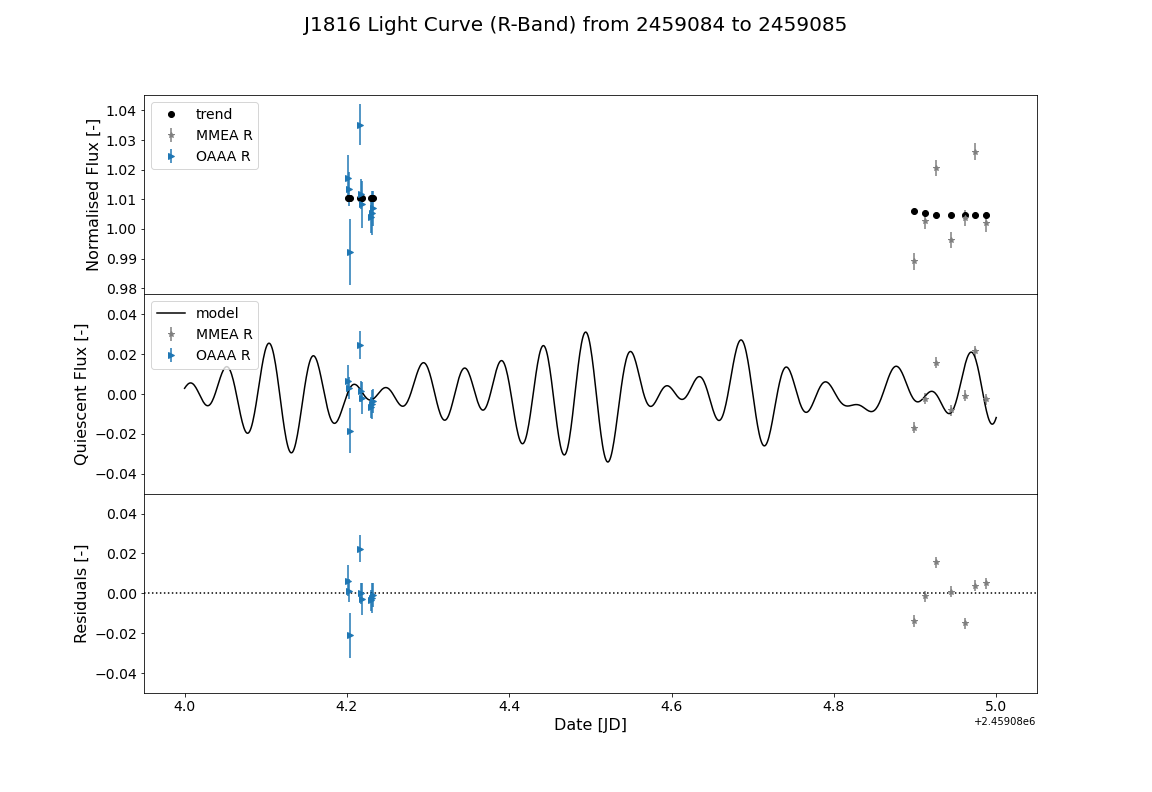 J1816 Light Curve (R-Band) from 2459084 to 2459085
Normalised Flux [-]
1.04
1.03
1.02
1.01
1.00
0.99
0.98
trend
MMEA R
OAAA R
Quiescent Flux [-]
0.04
0.02
0.00
−0.02
−0.04
model
MMEA R
OAAA R
Residuals [-]
0.04
0.02
0.00
−0.02
−0.04
4.0 4.2 4.4 4.6 4.8 5.0
Date [JD]
+2.45908e6